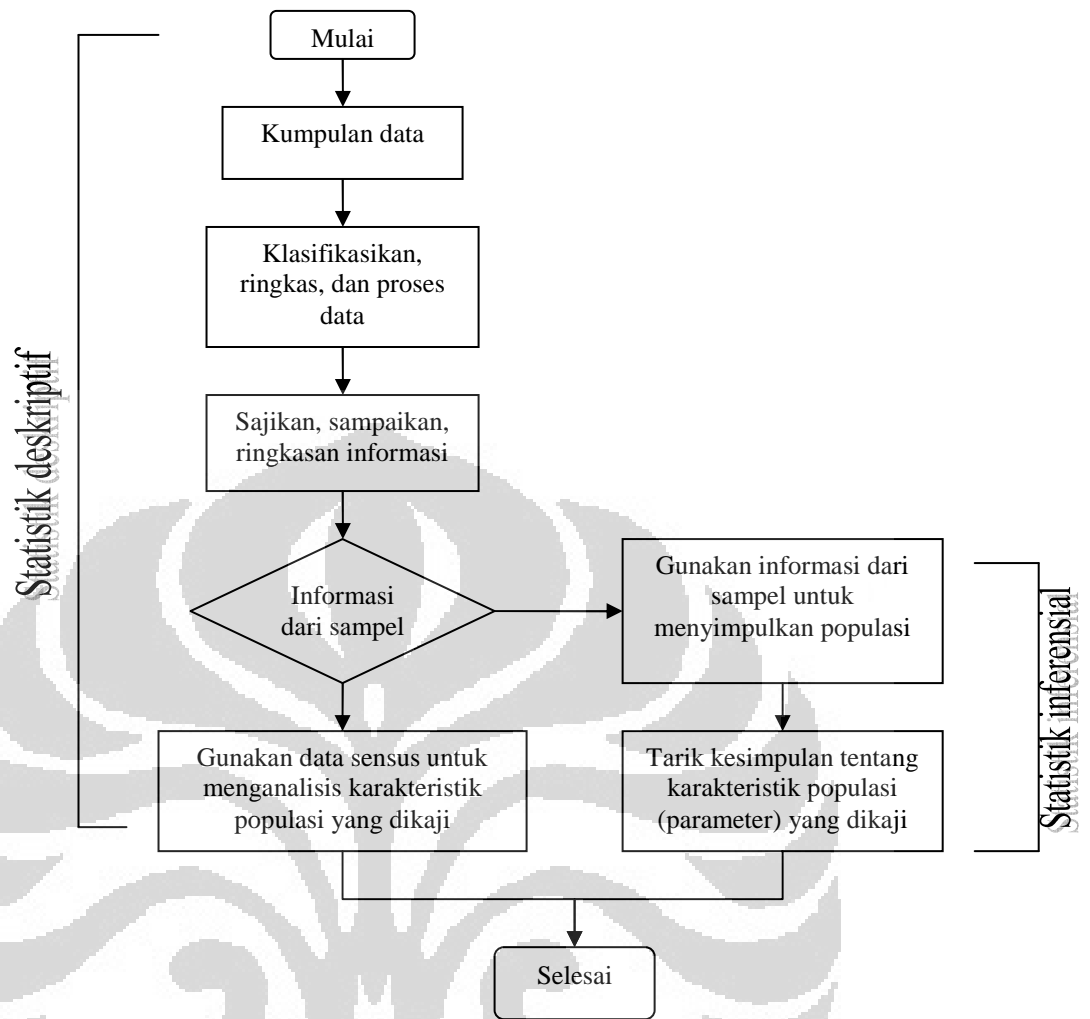 Mulai
Kumpulan data
Klasifikasikan,
ringkas, dan proses
data
Sajikan, sampaikan,
ringkasan informasi
Statistik deskriptif
Informasi
dari sampel
Gunakan informasi dari
sampel untuk
menyimpulkan populasi
Gunakan data sensus untuk
menganalisis karakteristik
populasi yang dikaji
Tarik kesimpulan tentang
karakteristik populasi
(parameter) yang dikaji
Statistik inferensial
Selesai